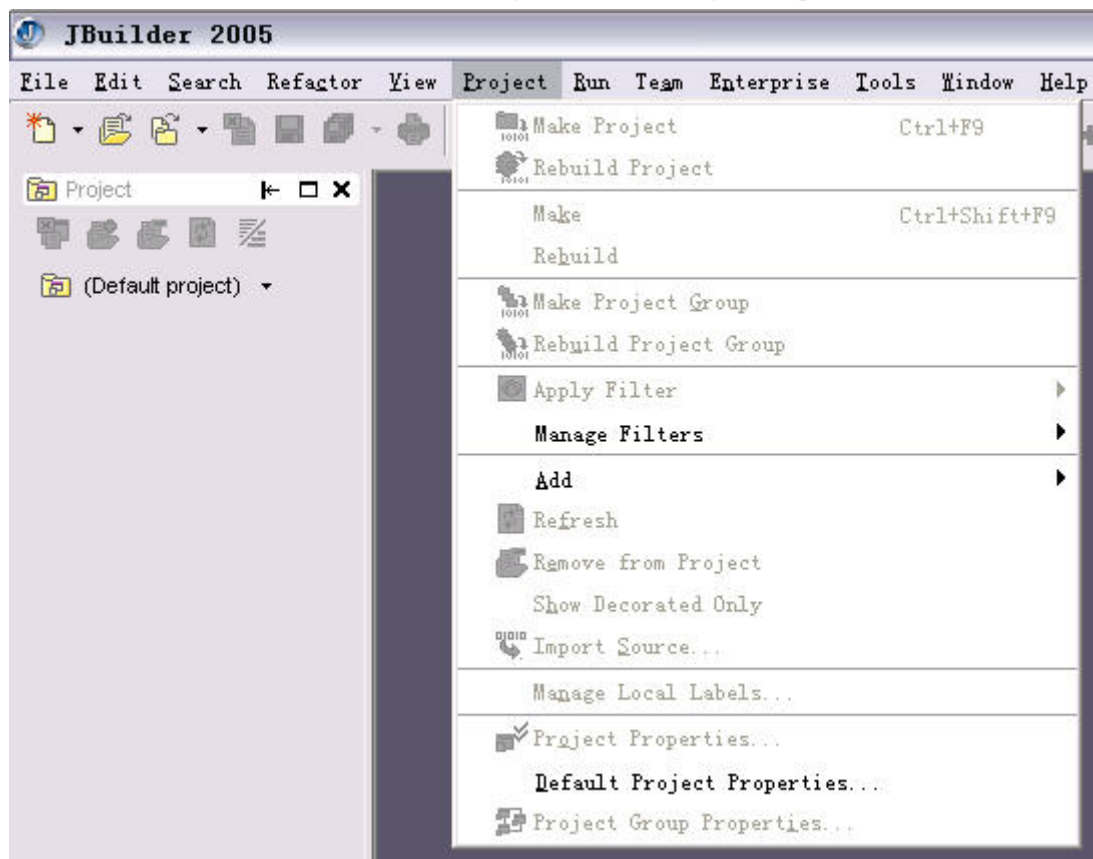 JBuilder 2005
File Edit Search Refactor View Project Run Team Enterprise Tools Window Help
Project
(Default project)
Make Project Ctrl+F9
Rebuild Project
Make Ctrl+Shift+F9
Rebuild
Make Project Group
Rebuild Project Group
Apply Filter
Manage Filters
Add
Refresh
Remove from Project
Show Decorated Only
Import Source...
Manage Local Labels...
Project Properties...
Default Project Properties...
Project Group Properties...